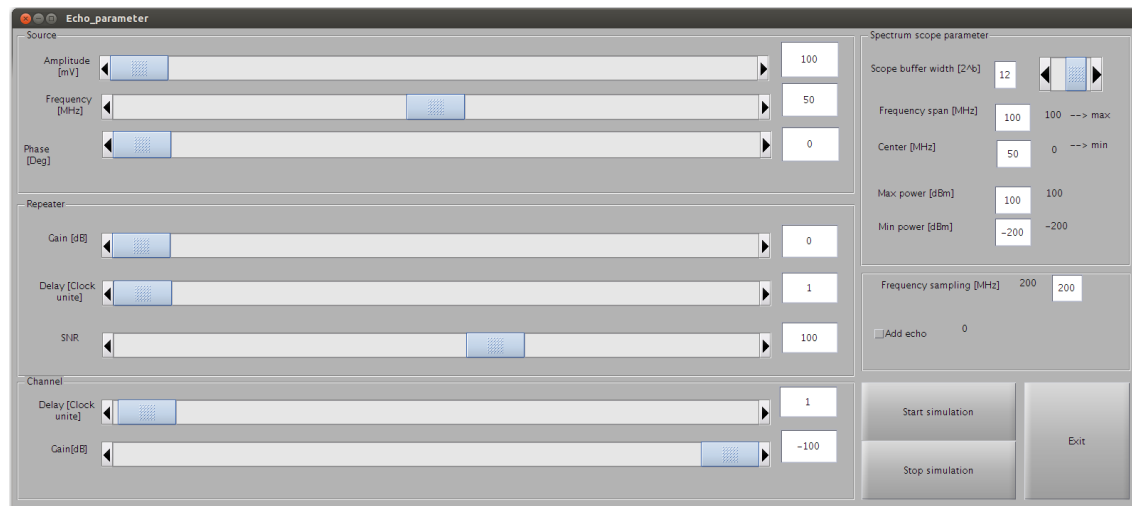 Echo_parameter
Source
Amplitude
[mV]
100
Frequency
[MHz]
50
Phase
[Deg]
0
Repeater
Gain [dB]
0
Delay [Clock
unite]
1
SNR
100
Channel
Delay [Clock
unite]
1
Gain[dB]
-100
Spectrum scope parameter
Scope buffer width [2^b]
12
Frequency span [MHz]
100
100 --> max
Center [MHz]
50
0 --> min
Max power [dBm]
100
100
Min power [dBm]
-200
-200
Frequency sampling [MHz]
200
200
Add echo
0
Start simulation
Stop simulation
Exit